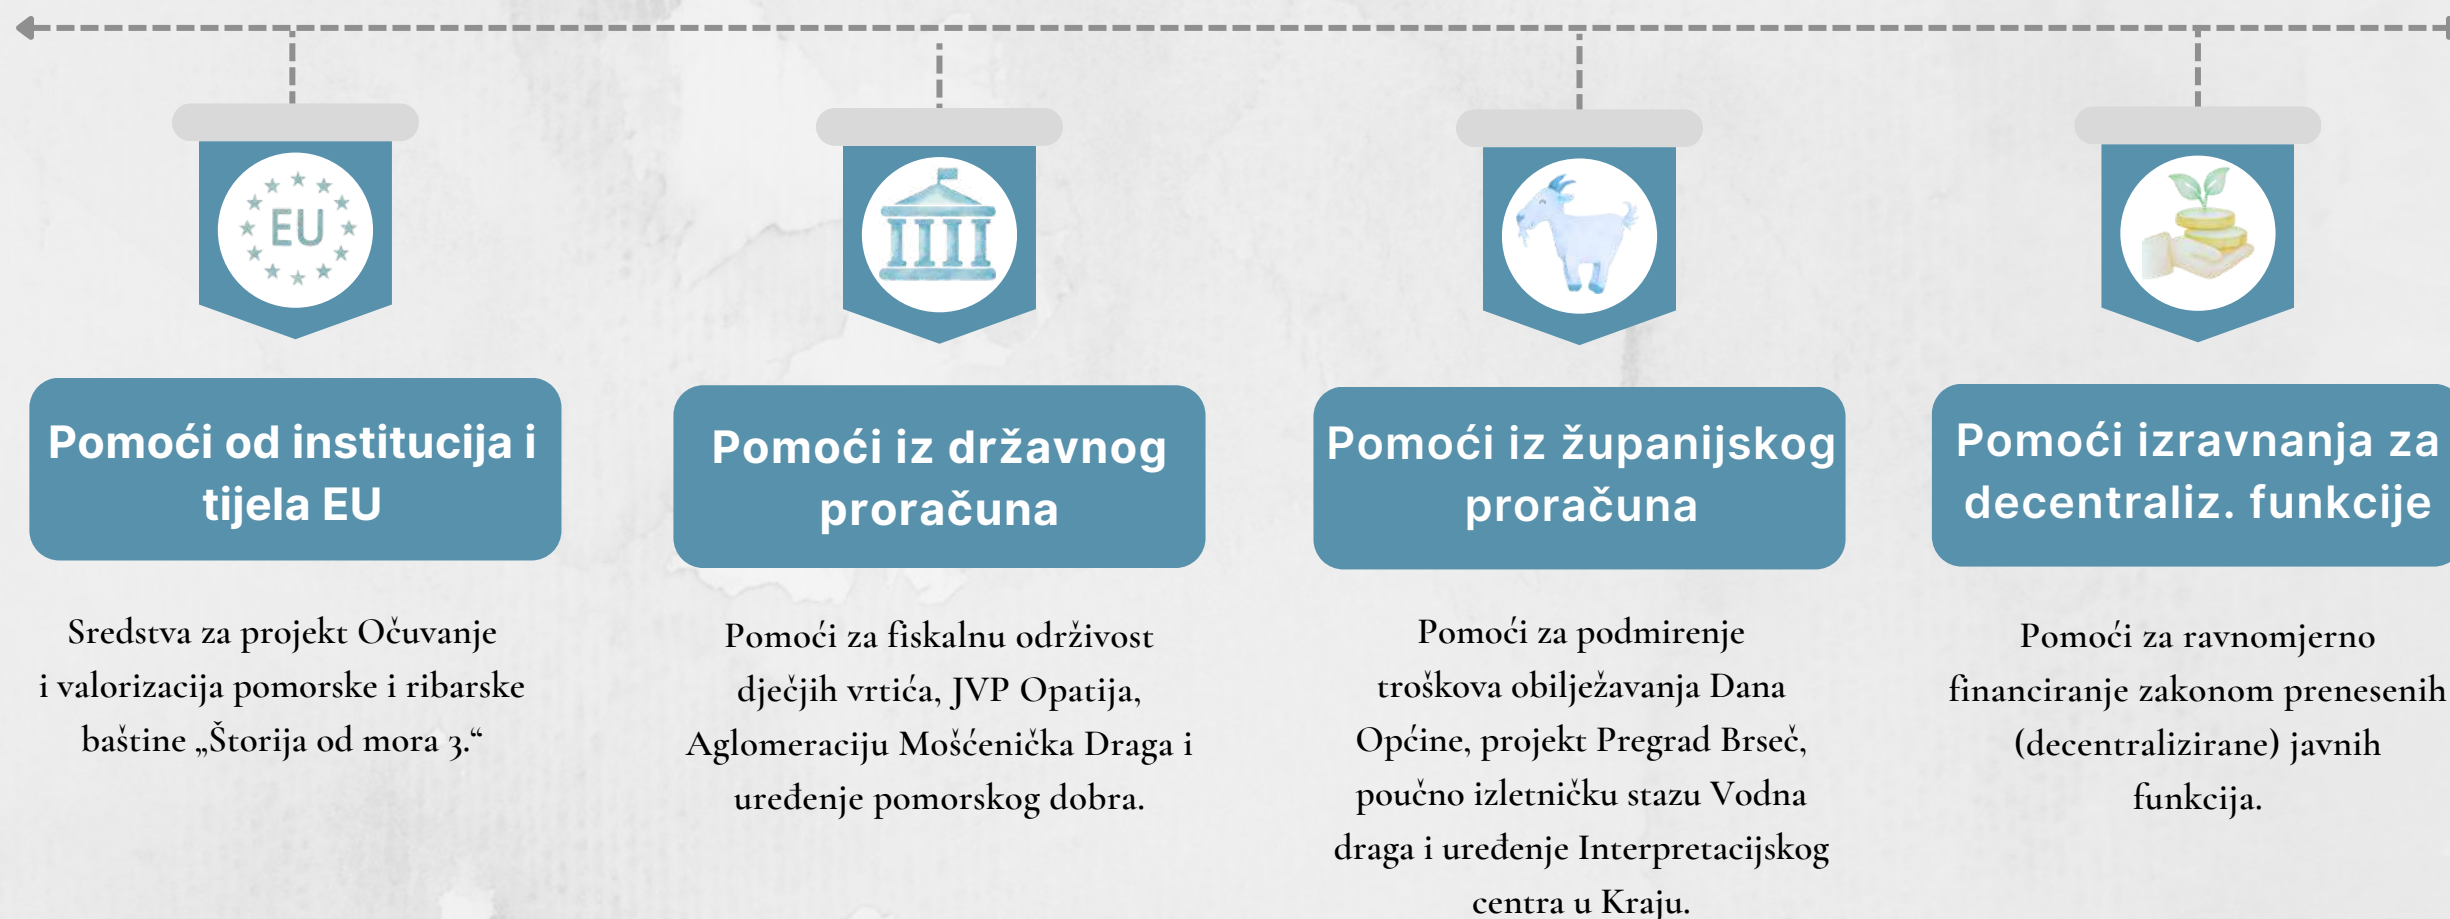 EU
Pomoći od institucija i
tijela EU
Sredstva za projekt Očuvanje
i valorizacija pomorske i ribarske
baštine „Štorija od mora 3.“
Pomoći iz državnog
proračuna
Pomoći za fiskalnu održivost
dječjih vrtića, JVP Opatija,
Aglomeraciju Mošćenička Draga i
uređenje pomorskog dobra.
Pomoći iz županijskog
proračuna
Pomoći za podmirenje
troškova obilježavanja Dana
Općine, projekt Pregrad Brseč,
poučno izletničku stazu Vodna
draga i uređenje Interpretacijskog
centra u Kraju.
Pomoći izravnanja za
decentraliz. funkcije
Pomoći za ravnomjerno
financiranje zakonom prenesenih
(decentralizirane) javnih
funkcija.